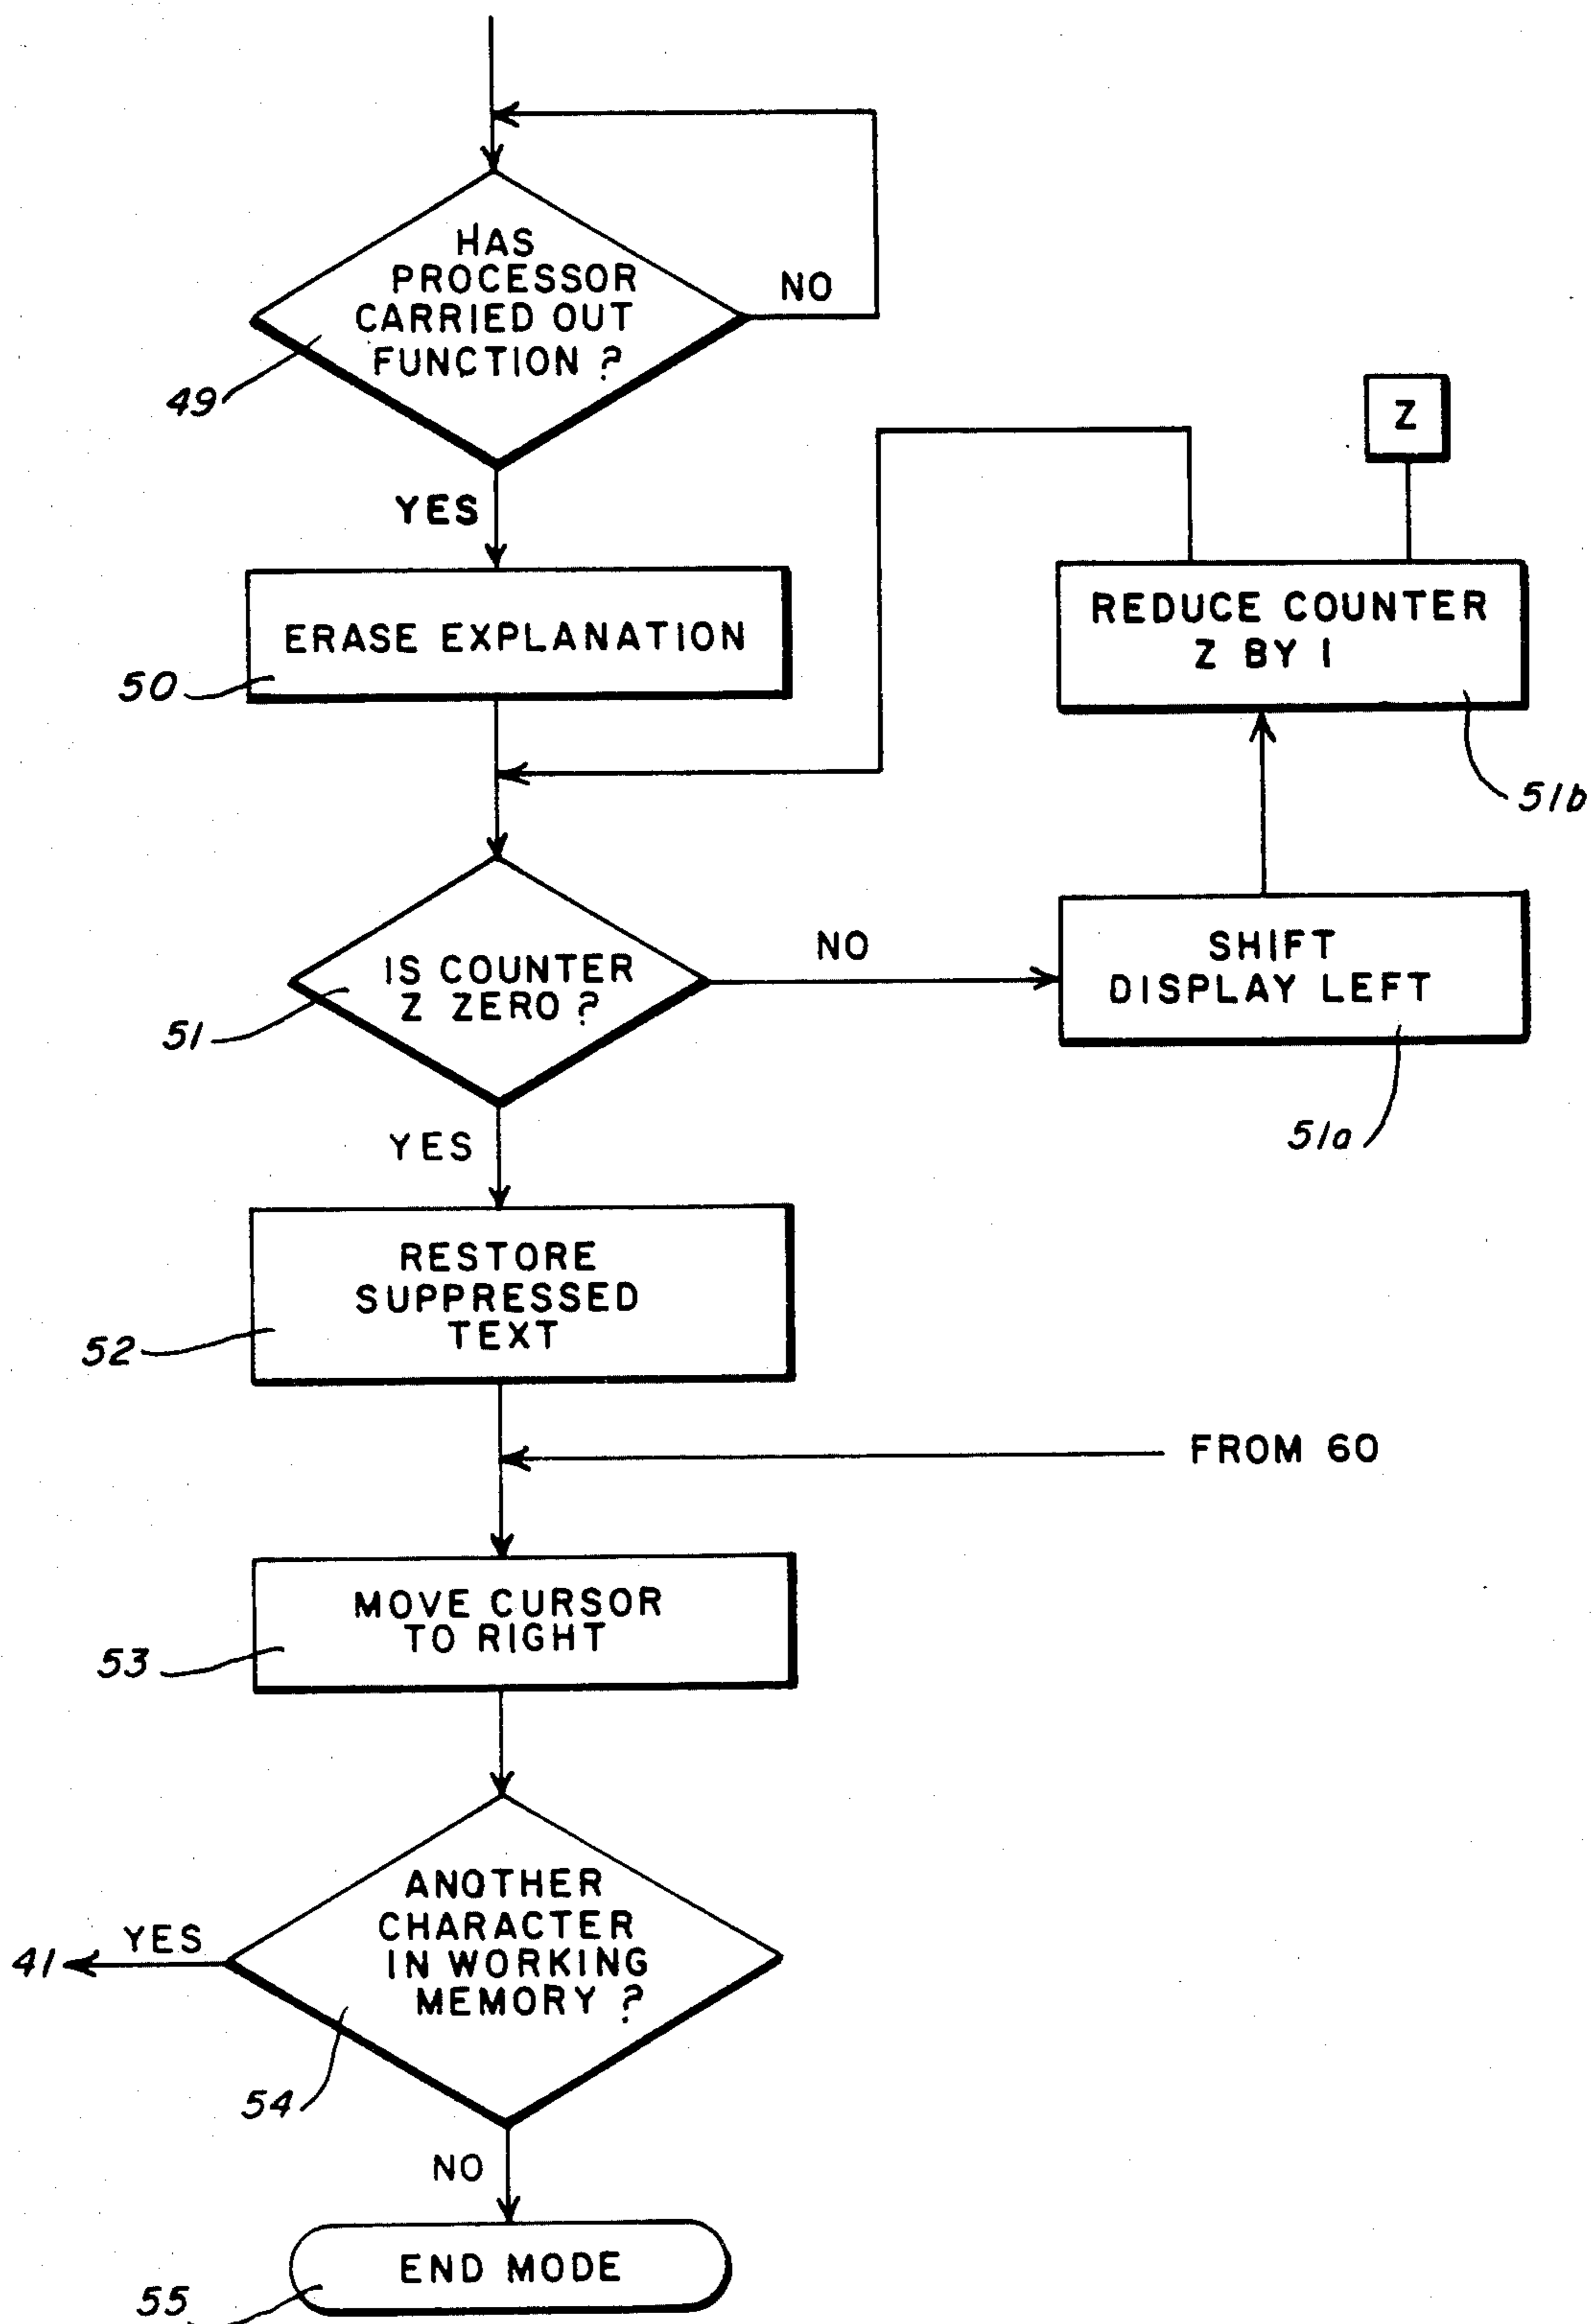 HAS
PROCESSOR
CARRIED OUT
FUNCTION ?
NO
49
Z
YES
ERASE EXPLANATION
50
REDUCE COUNTER
Z BY 1
51b
IS COUNTER
Z ZERO ?
NO
51
SHIFT
DISPLAY LEFT
51a
YES
RESTORE
SUPPRESSED
TEXT
52
FROM 60
MOVE CURSOR
TO RIGHT
53
ANOTHER
CHARACTER
IN WORKING
MEMORY ?
YES
41
54
NO
END MODE
55